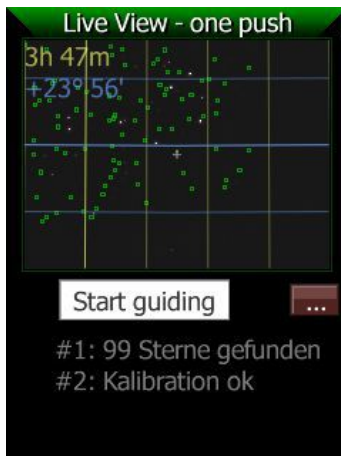 Live View - one push
3h 47m
+23° 56'
Start guiding
...
#1: 99 Sterne gefunden
#2: Kalibration ok